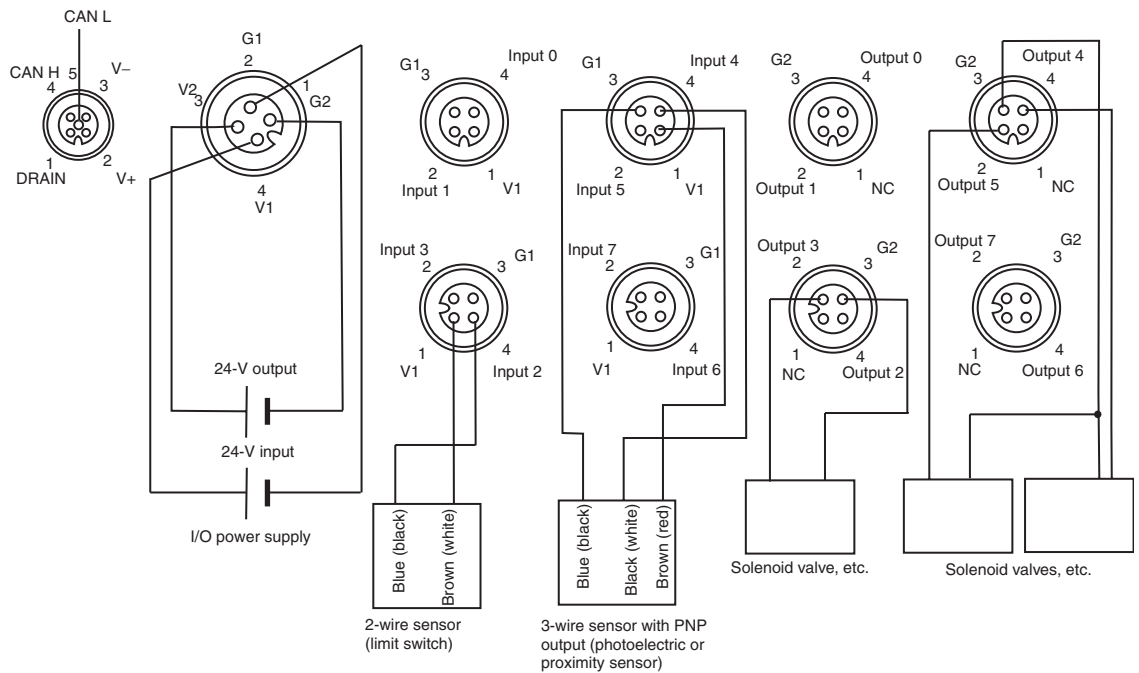 CAN L
CAN H
5
V–
4
3
1
2
DRAIN
V+
G1
2
1
V2
3
G2
4
V1
24-V output
24-V input
I/O power supply
G1
3
Input 0
4
2
Input 1
1
V1
Input 3
2
3
G1
1
V1
4
Input 2
Blue (black)
Brown (white)
2-wire sensor
(limit switch)
G1
3
Input 4
4
2
Input 5
1
V1
Input 7
2
3
G1
1
V1
4
Input 6
Blue (black)
Black (white)
Brown (red)
3-wire sensor with PNP
output (photoelectric or
proximity sensor)
G2
3
Output 0
4
2
Output 1
1
NC
Output 3
2
G2
3
1
NC
4
Output 2
Solenoid valve, etc.
G2
3
Output 4
4
2
Output 5
1
NC
Output 7
2
G2
3
1
NC
4
Output 6
Solenoid valves, etc.